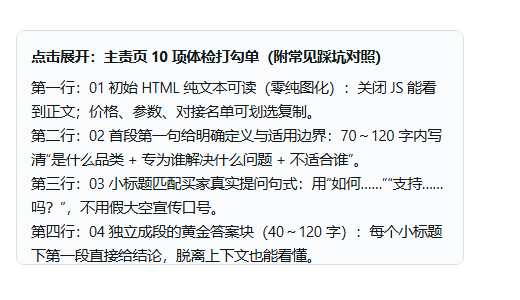 点击展开：主责页 10 项体检打勾单（附常见踩坑对照）
第一行：01 初始 HTML 纯文本可读（零纯图化）：关闭 JS 能看
到正文；价格、参数、对接名单可划选复制。
第二行：02 首段第一句给明确定义与适用边界：70～120 字内写
清“是什么品类 + 专为谁解决什么问题 + 不适合谁”。
第三行：03 小标题匹配买家真实提问句式：用“如何……”“支持……
吗？”，不用假大空宣传口号。
第四行：04 独立成段的黄金答案块（40～120 字）：每个小标题
下第一段直接给结论，脱离上下文也能看懂。